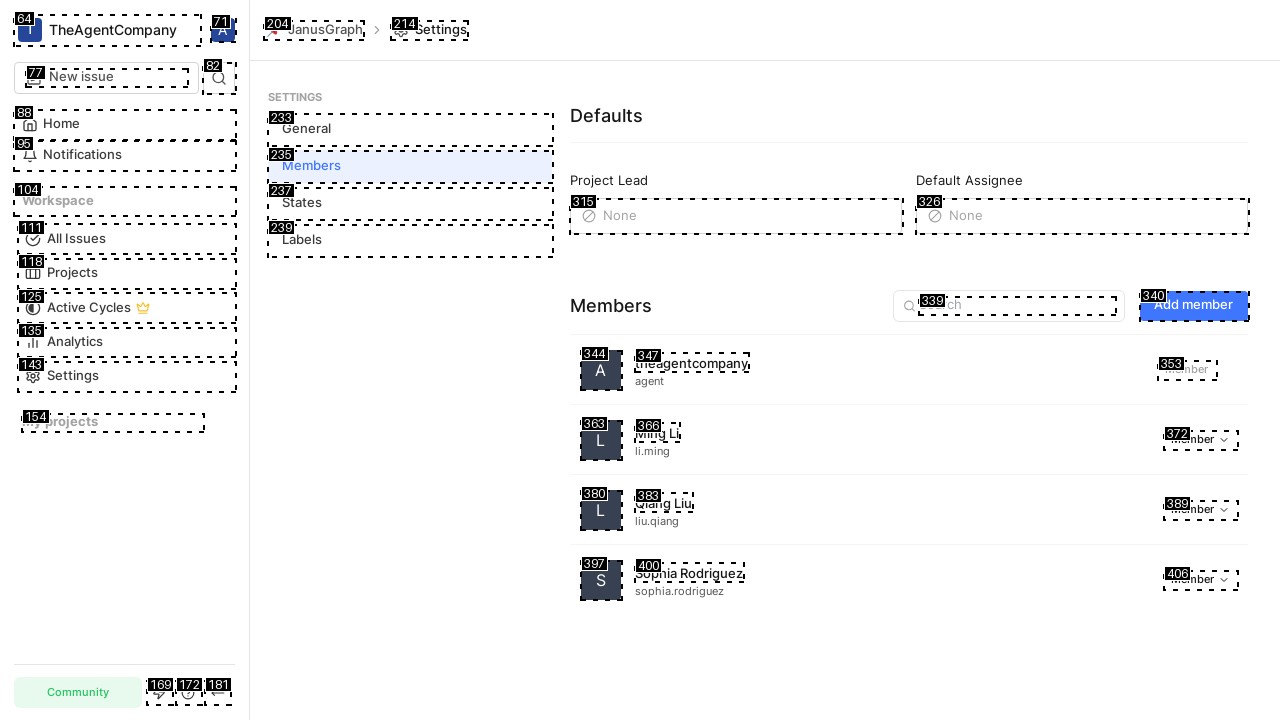 64
T
TheAgentCompany
71
A
77
New issue
82
88
Home
95
Notifications
104
Workspace
111
All Issues
118
Projects
125
Active Cycles
135
Analytics
143
Settings
154
My projects
Community
169
172
181
204
JanusGraph
214
Settings
SETTINGS
233
General
235
Members
237
States
239
Labels
Defaults
Project Lead
Default Assignee
315
None
326
None
Members
339
Search
340
Add member
344
A
347
theagentcompany
agent
353
Member
363
L
366
Ming Li
li.ming
372
Member
380
L
383
Qiang Liu
liu.qiang
389
Member
397
S
400
Sophia Rodriguez
sophia.rodriguez
406
Member